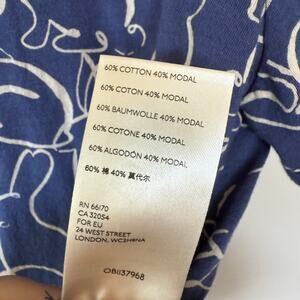 60% COTTON 40% MODAL
60% COTON 40% MODAL
60% BAUMWOLLE 40% MODAL
60% COTONE 40% MODAL
60% ALGODÓN 40% MODAL
60% 棉 40% 莫代尔
RN 66170
CA 32054
FOR EU
24 WEST STREET
LONDON, WC2H9NA
OB1137968